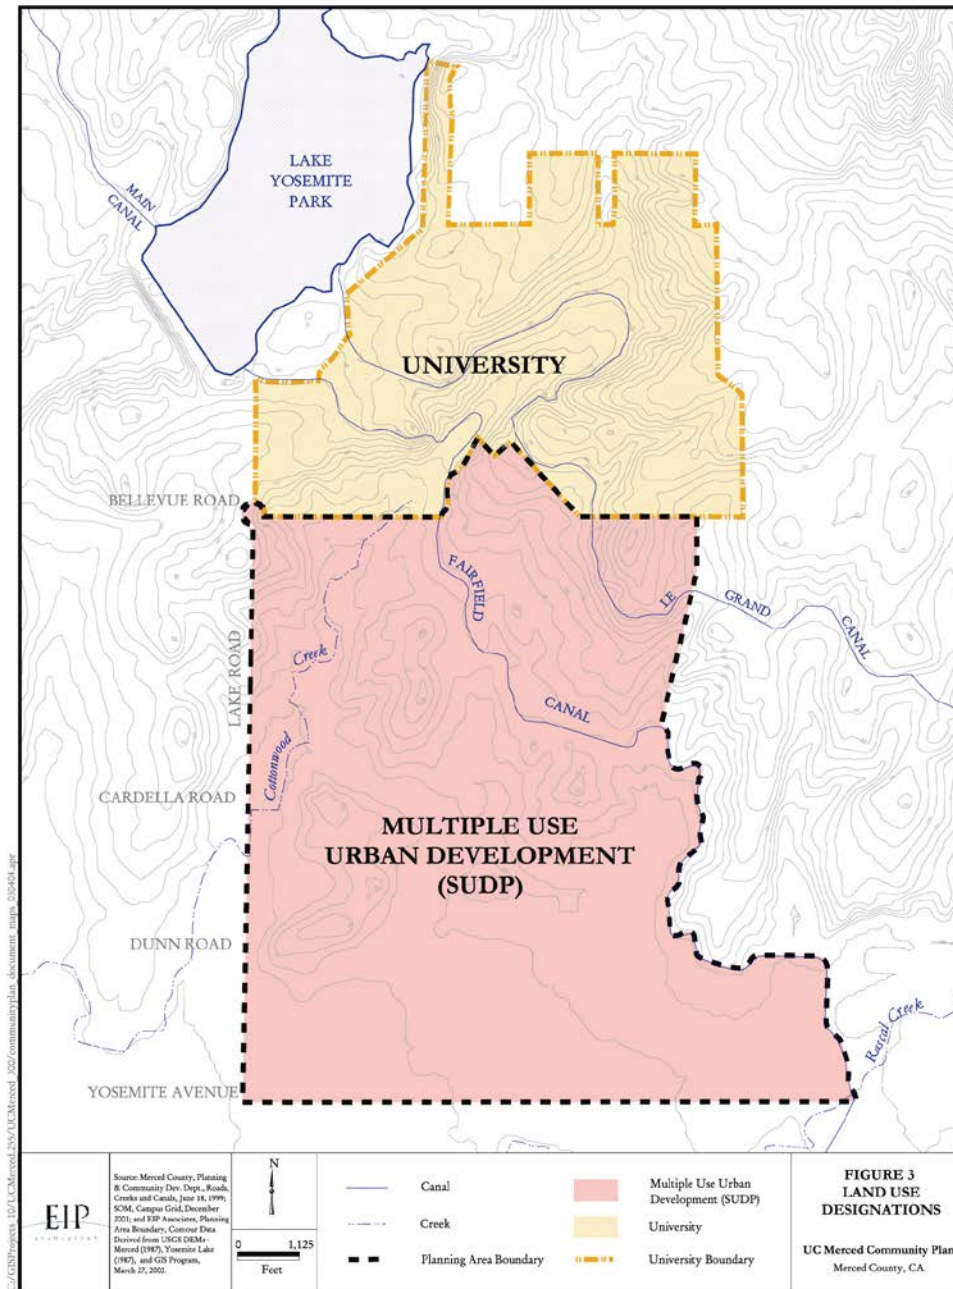 LAKE
YOSEMITE
PARK
MAIN
CANAL
UNIVERSITY
BELLEVUE ROAD
FAIRFIELD
LE
GRAND
CANAL
Creek
LAKE ROAD
CANAL
Cottonwood
CARDELLA ROAD
MULTIPLE USE
URBAN DEVELOPMENT
(SUDP)
DUNN ROAD
Rascal Creek
YOSEMITE AVENUE
EIP
ASSOCIATES
Source: Merced County, Planning
& Community Dev. Dept., Roads,
Creeks and Canals, June 18, 1999;
SOM, Campus Grid, December
2001; and EIP Associates, Planning
Area Boundary, Contour Data
Derived from USGS DEMs-
Merced (1987), Yosemite Lake
(1987), and GIS Program,
March 27, 2002.
N
0 1,125
Feet
Canal
Creek
Planning Area Boundary
Multiple Use Urban
Development (SUDP)
University
University Boundary
FIGURE 3
LAND USE
DESIGNATIONS
UC Merced Community Plan
Merced County, CA